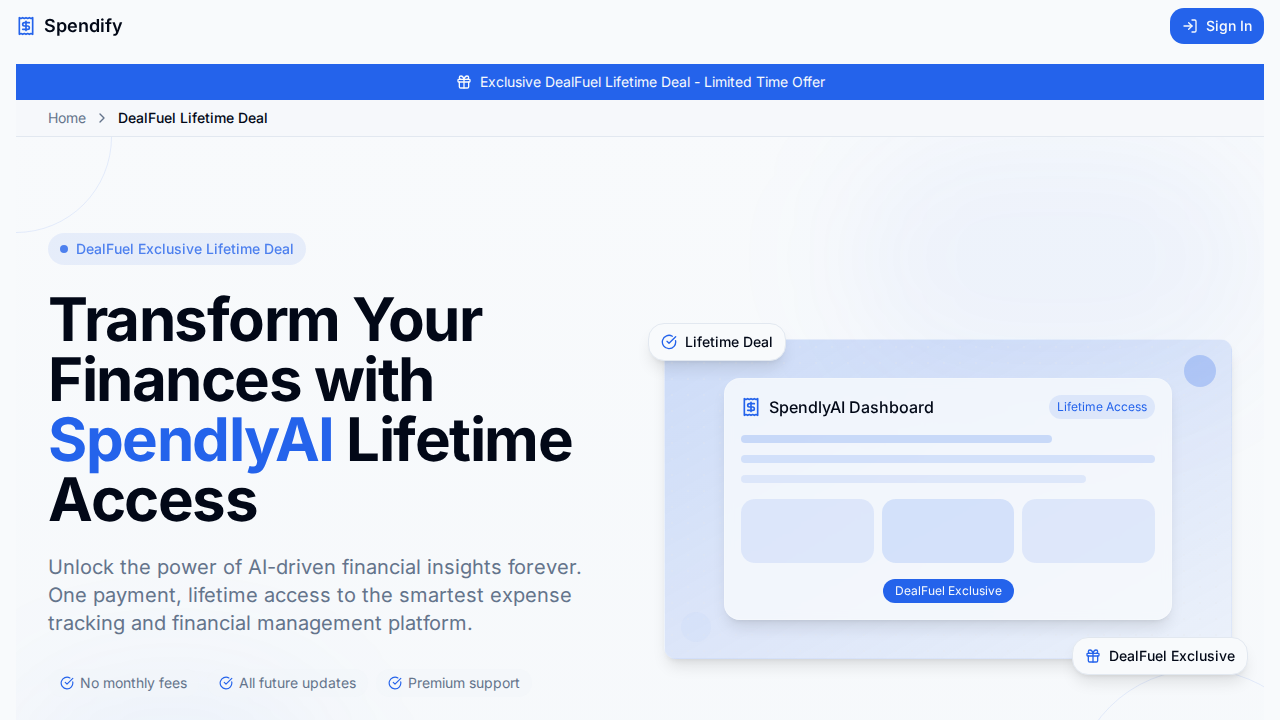 Spendify
Sign In
Exclusive DealFuel Lifetime Deal - Limited Time Offer
Home
DealFuel Lifetime Deal
DealFuel Exclusive Lifetime Deal
Transform Your
Finances with
SpendlyAI Lifetime
Access
Unlock the power of AI-driven financial insights forever.
One payment, lifetime access to the smartest expense
tracking and financial management platform.
No monthly fees
All future updates
Premium support
Lifetime Deal
SpendlyAI Dashboard
Lifetime Access
DealFuel Exclusive
DealFuel Exclusive